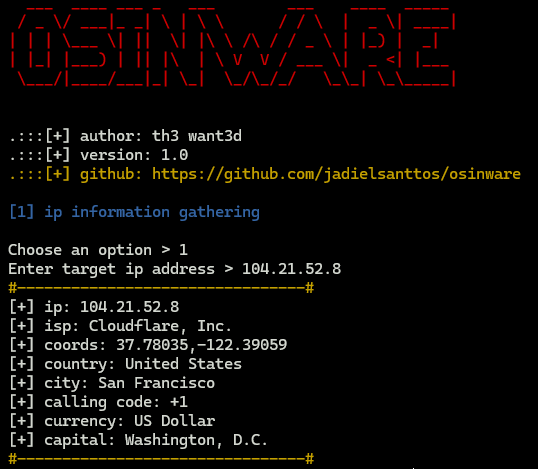 OSINWARE
.:::[+] author: th3 want3d
.:::[+] version: 1.0
.:::[+] github: https://github.com/jadielsanttos/osinware
[1] ip information gathering
Choose an option > 1
Enter target ip address > 104.21.52.8
#--------------------------------#
[+] ip: 104.21.52.8
[+] isp: Cloudflare, Inc.
[+] coords: 37.78035,-122.39059
[+] country: United States
[+] city: San Francisco
[+] calling code: +1
[+] currency: US Dollar
[+] capital: Washington, D.C.
#--------------------------------#